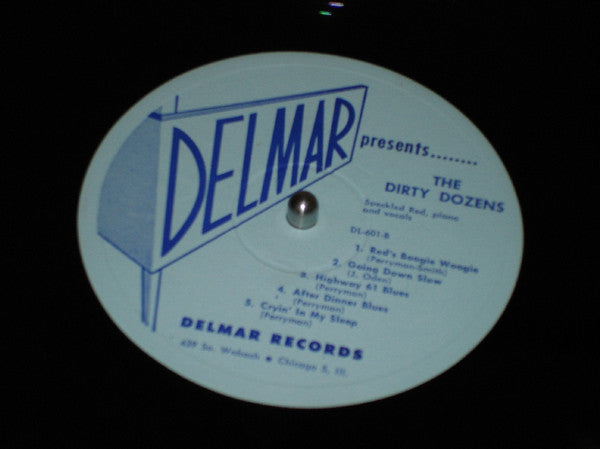 DELMAR
presents........
THE
DIRTY DOZENS
Speckled Red, piano
and vocals
DL-601-B
1. Red's Boogie Woogie
(Perryman-Smith)
2. Going Down Slow
(J. Oden)
3. Highway 61 Blues
(Perryman)
4. After Dinner Blues
(Perryman)
5. Cryin' In My Sleep
(Perryman)
DELMAR RECORDS
439 So. Wabash • Chicago 5, Ill.